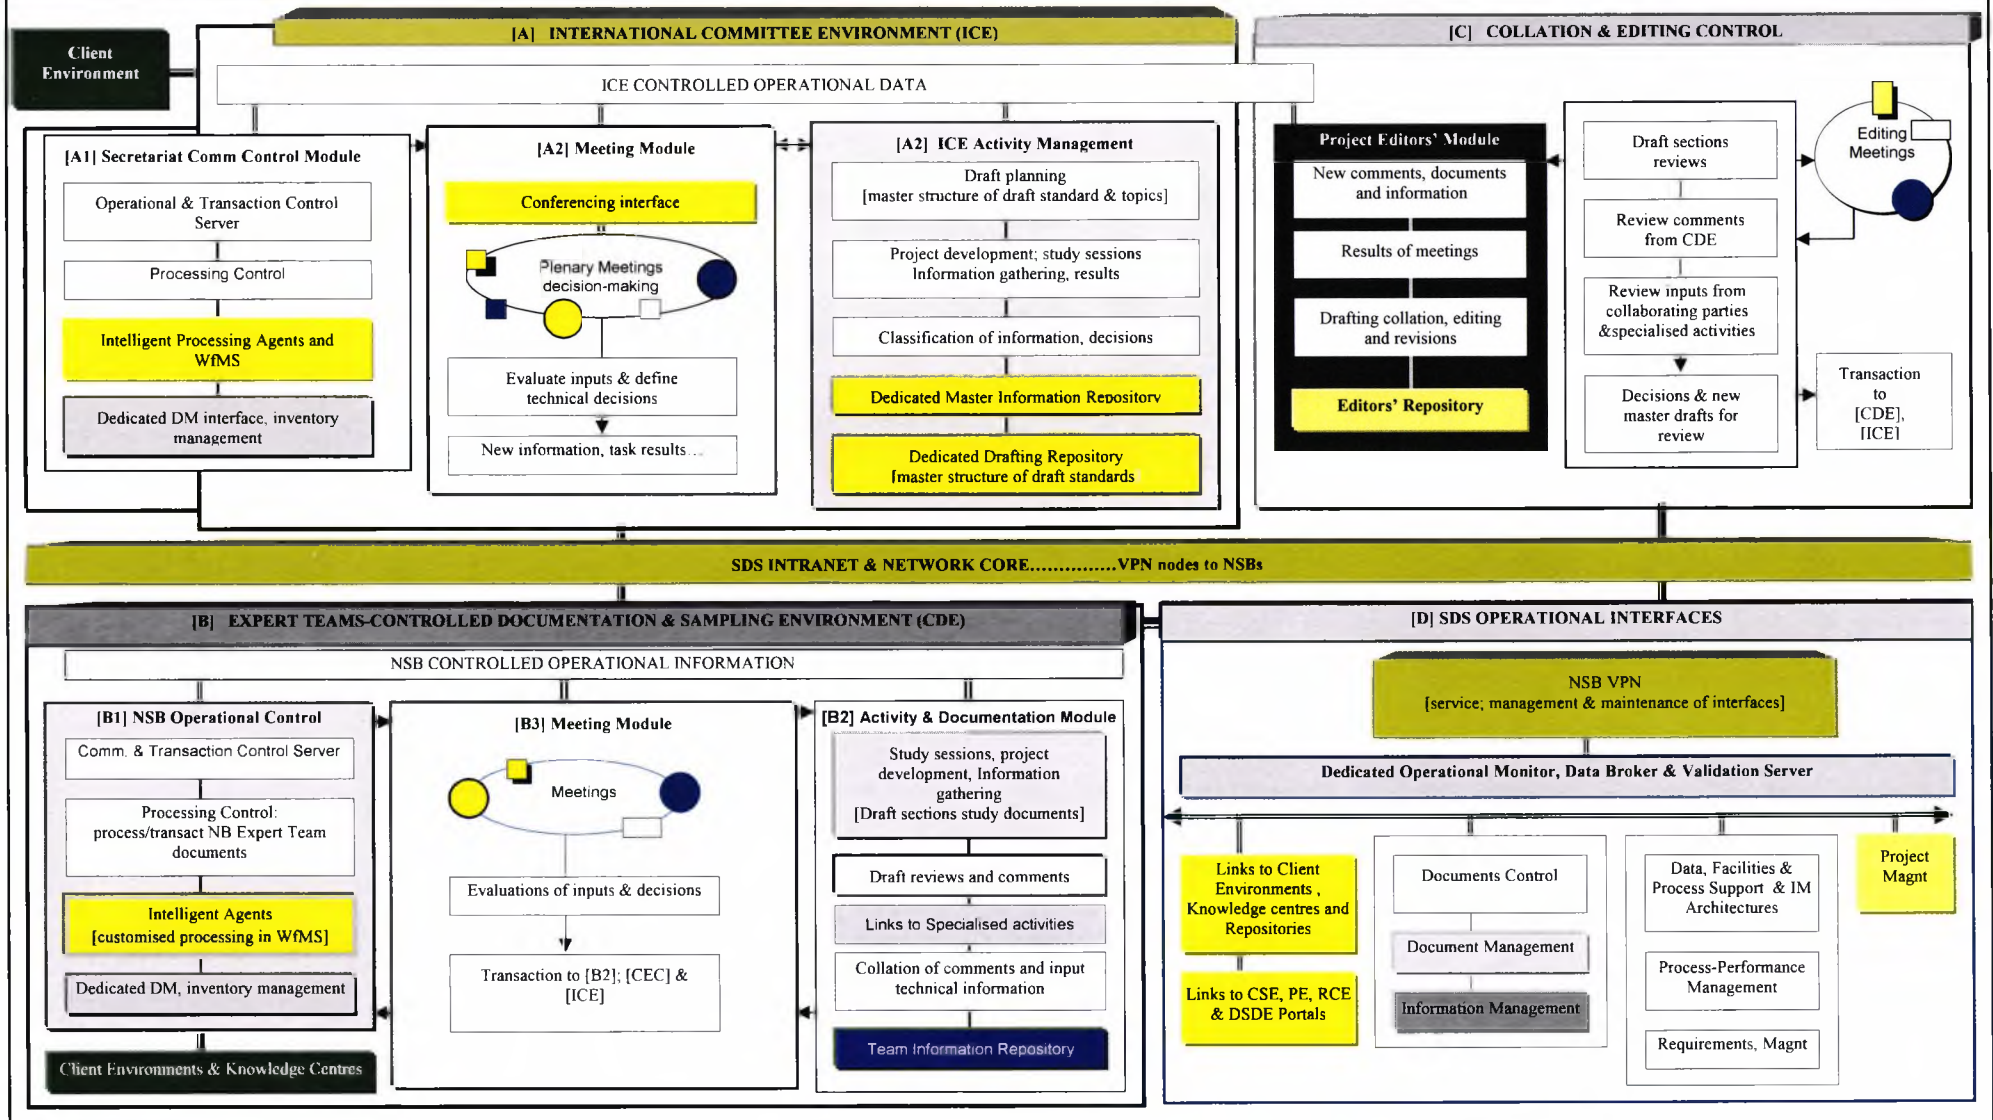 Client
Environment
[A] INTERNATIONAL COMMITTEE ENVIRONMENT (ICE)
ICE CONTROLLED OPERATIONAL DATA
[A1] Secretariat Comm Control Module
Operational & Transaction Control
Server
Processing Control
Intelligent Processing Agents and
WfMS
Dedicated DM interface, inventory
management
[A2] Meeting Module
Conferencing interface
Plenary Meetings
decision-making
Evaluate inputs & define
technical decisions
New information, task results...
[A2] ICE Activity Management
Draft planning
[master structure of draft standard & topics]
Project development; study sessions
Information gathering, results
Classification of information, decisions
Dedicated Master Information Repository
Dedicated Drafting Repository
[master structure of draft standards
[C] COLLATION & EDITING CONTROL
Project Editors' Module
New comments, documents
and information
Results of meetings
Drafting collation, editing
and revisions
Editors' Repository
Draft sections
reviews
Review comments
from CDE
Review inputs from
collaborating parties
&specialised activities
Decisions & new
master drafts for
review
Editing
Meetings
Transaction
to
[CDE],
[ICE]
SDS INTRANET & NETWORK CORE...............VPN nodes to NSBs
[B] EXPERT TEAMS-CONTROLLED DOCUMENTATION & SAMPLING ENVIRONMENT (CDE)
NSB CONTROLLED OPERATIONAL INFORMATION
[B1] NSB Operational Control
Comm. & Transaction Control Server
Processing Control:
process/transact NB Expert Team
documents
Intelligent Agents
[customised processing in WfMS]
Dedicated DM, inventory management
Client Environments & Knowledge Centres
[B3] Meeting Module
Meetings
Evaluations of inputs & decisions
Transaction to [B2]; [CEC] &
[ICE]
[B2] Activity & Documentation Module
Study sessions, project
development, Information
gathering
[Draft sections study documents]
Draft reviews and comments
Links to Specialised activities
Collation of comments and input
technical information
Team Information Repository
[D] SDS OPERATIONAL INTERFACES
NSB VPN
[service; management & maintenance of interfaces]
Dedicated Operational Monitor, Data Broker & Validation Server
Links to Client
Environments ,
Knowledge centres and
Repositories
Links to CSE, PE, RCE
& DSDE Portals
Documents Control
Document Management
Information Management
Data, Facilities &
Process Support & IM
Architectures
Process-Performance
Management
Requirements, Magnt
Project
Magnt